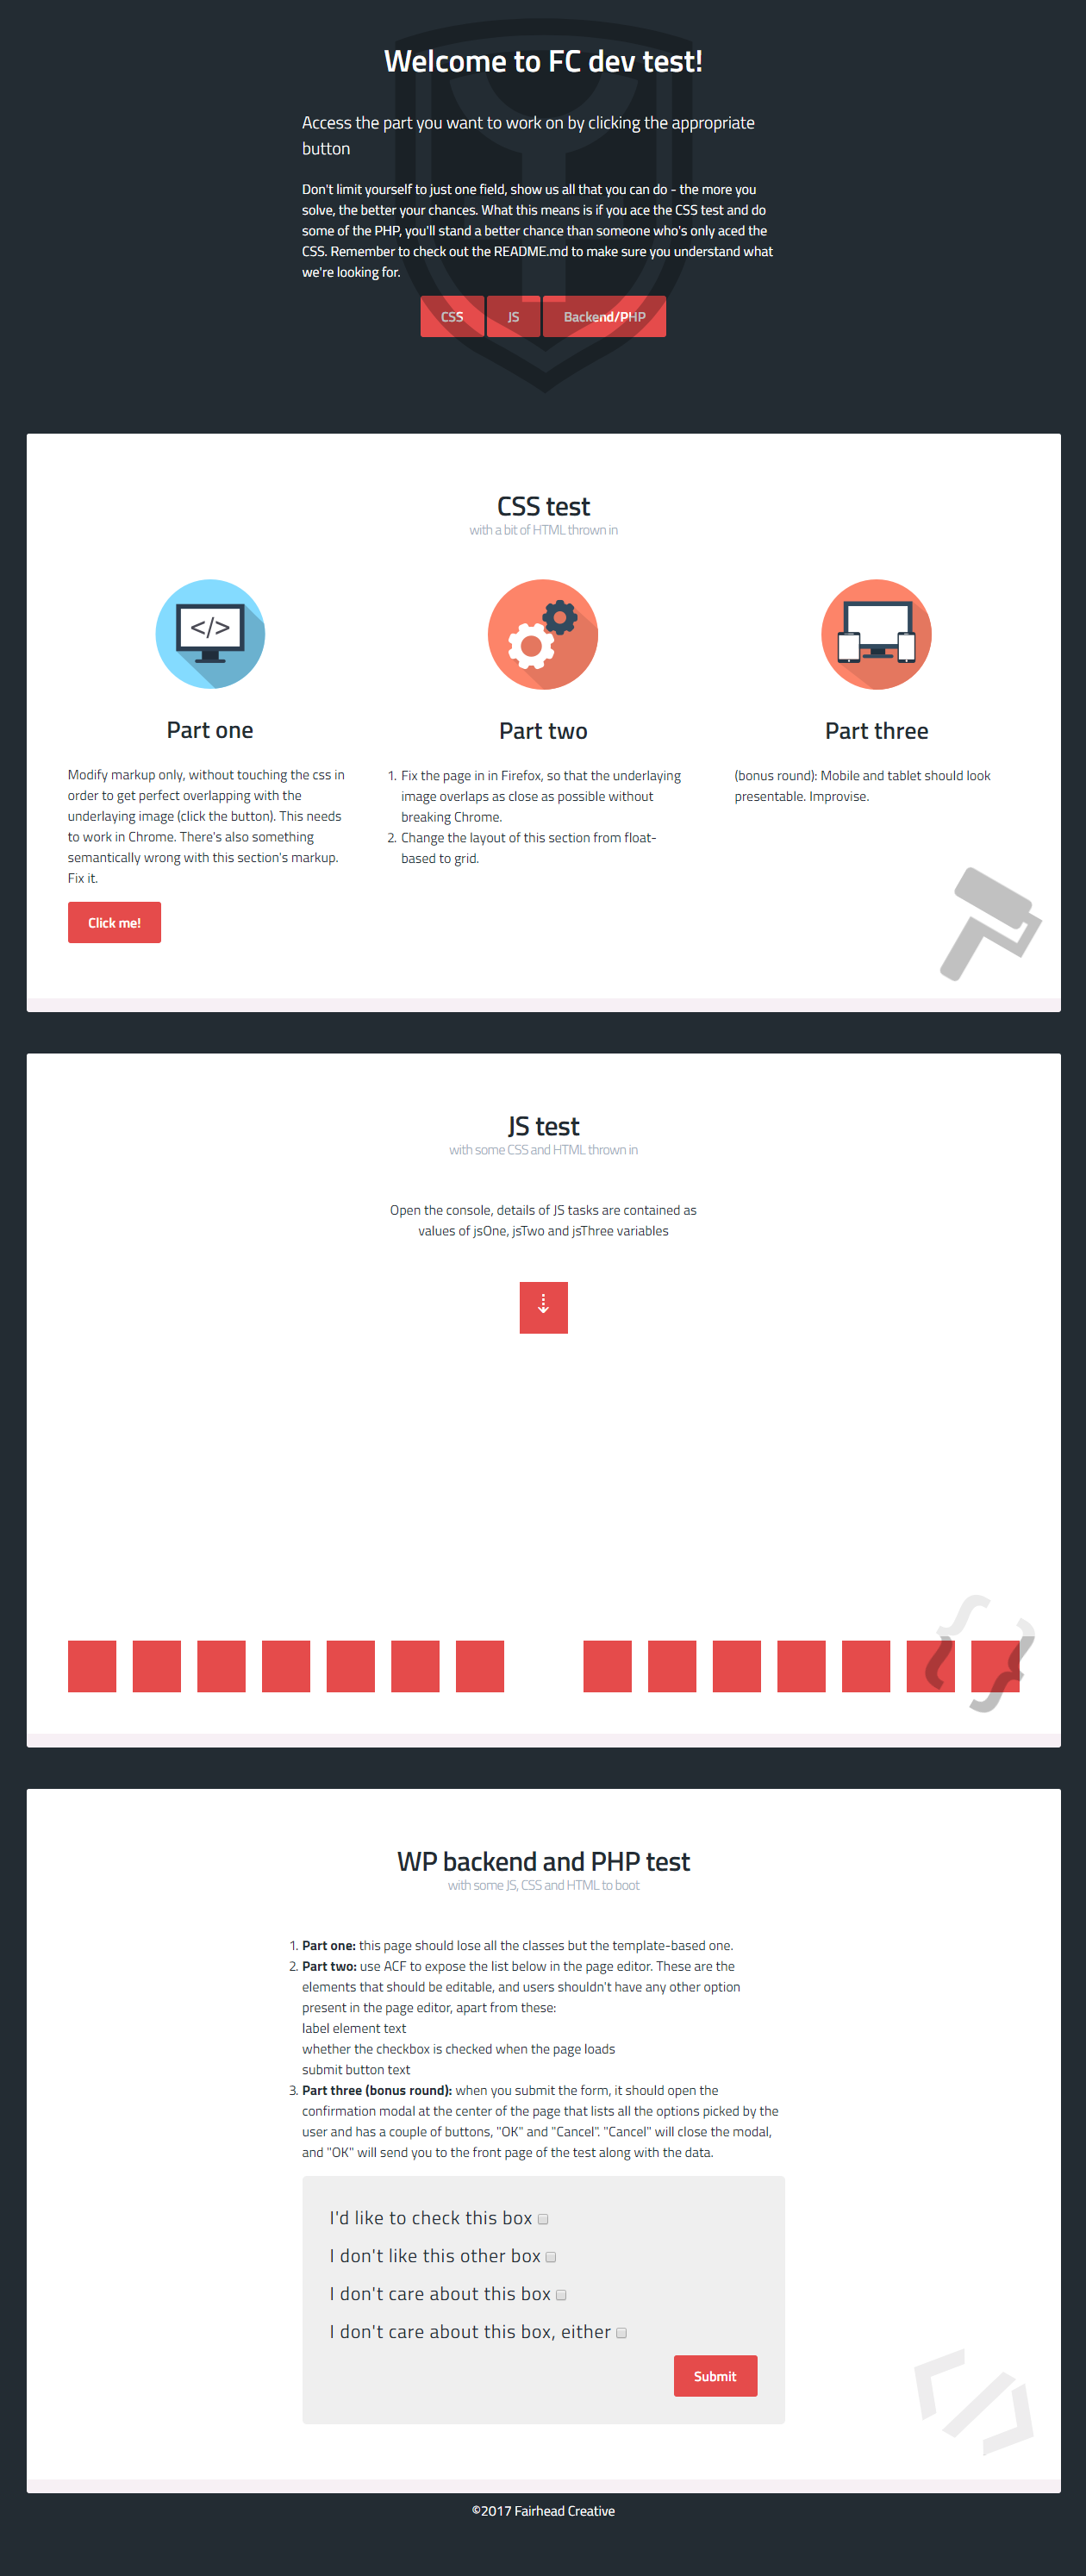 Welcome to FC dev test!
Access the part you want to work on by clicking the appropriate
button
Don't limit yourself to just one field, show us all that you can do - the more you
solve, the better your chances. What this means is if you ace the CSS test and do
some of the PHP, you'll stand a better chance than someone who's only aced the
CSS. Remember to check out the README.md to make sure you understand what
we're looking for.
CSS JS Backend/PHP
CSS test
with a bit of HTML thrown in
</>
Part one
Modify markup only, without touching the css in
order to get perfect overlapping with the
underlaying image (click the button). This needs
to work in Chrome. There's also something
semantically wrong with this section's markup.
Fix it.
Click me!
Part two
1. Fix the page in in Firefox, so that the underlaying
image overlaps as close as possible without
breaking Chrome.
2. Change the layout of this section from float-
based to grid.
Part three
(bonus round): Mobile and tablet should look
presentable. Improvise.
JS test
with some CSS and HTML thrown in
Open the console, details of JS tasks are contained as
values of jsOne, jsTwo and jsThree variables
{}
WP backend and PHP test
with some JS, CSS and HTML to boot
1. Part one: this page should lose all the classes but the template-based one.
2. Part two: use ACF to expose the list below in the page editor. These are the
elements that should be editable, and users shouldn't have any other option
present in the page editor, apart from these:
label element text
whether the checkbox is checked when the page loads
submit button text
3. Part three (bonus round): when you submit the form, it should open the
confirmation modal at the center of the page that lists all the options picked by the
user and has a couple of buttons, "OK" and "Cancel". "Cancel" will close the modal,
and "OK" will send you to the front page of the test along with the data.
I'd like to check this box
I don't like this other box
I don't care about this box
I don't care about this box, either
Submit
</>
©2017 Fairhead Creative